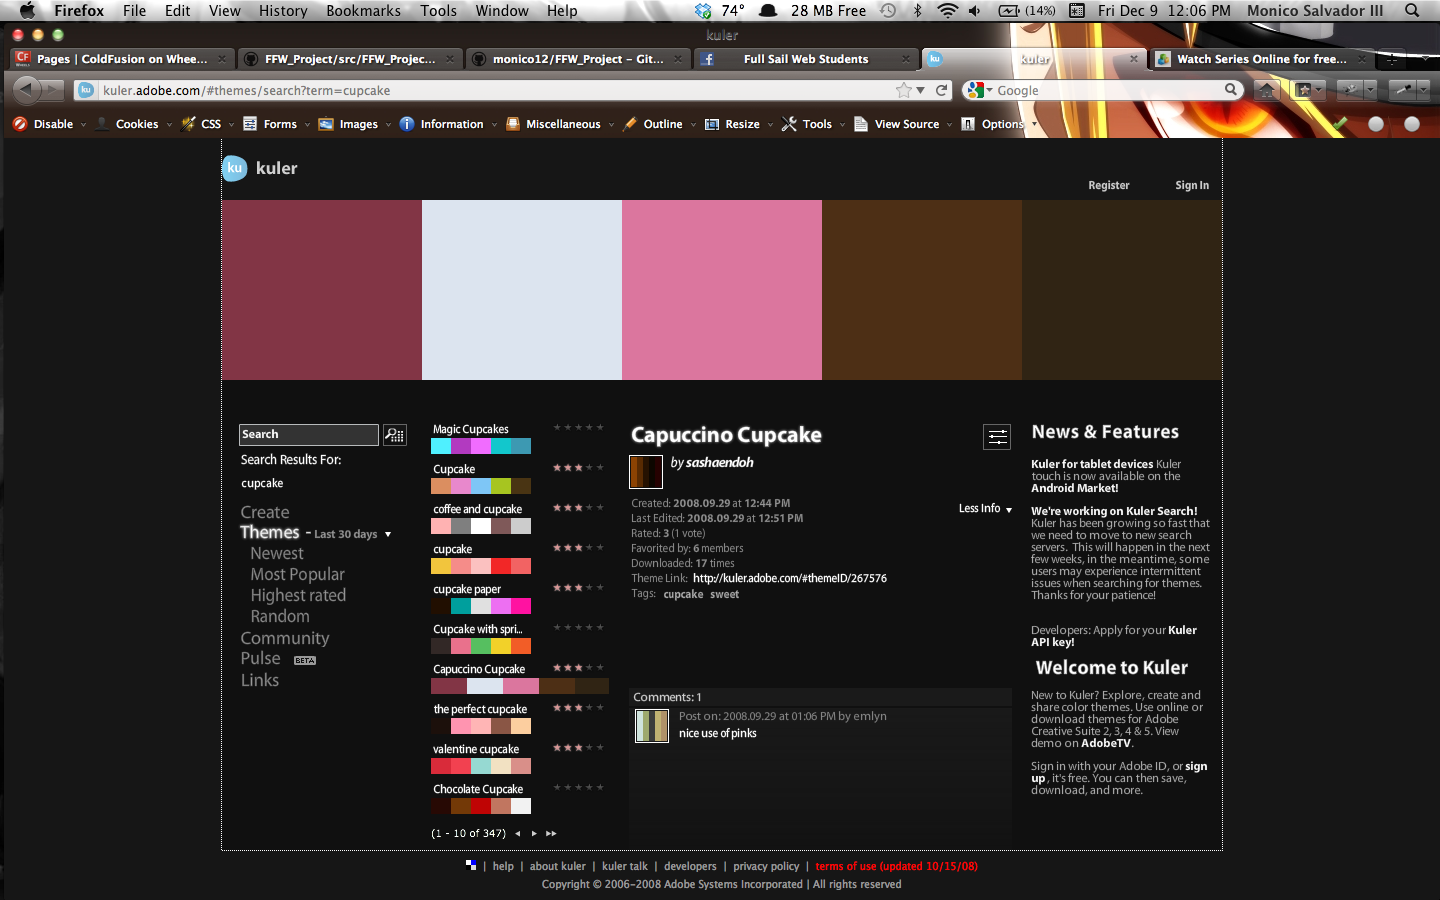 Firefox File Edit View History Bookmarks Tools Window Help 74° 28 MB Free (14%) Fri Dec 9 12:06 PM Monico Salvador III
kuler
Pages | ColdFusion on Whee... FFW_Project/src/FFW_Projec... monico12/FFW_Project – Git... Full Sail Web Students kuler Watch Series Online for free...
kuler.adobe.com/#themes/search?term=cupcake Google
Disable Cookies CSS Forms Images Information Miscellaneous Outline Resize Tools View Source Options
ku kuler
Register Sign In
Search
Search Results For:
cupcake
Create
Themes - Last 30 days
Newest
Most Popular
Highest rated
Random
Community
Pulse BETA
Links
Magic Cupcakes
Cupcake
coffee and cupcake
cupcake
cupcake paper
Cupcake with spri..
Capuccino Cupcake
the perfect cupcake
valentine cupcake
Chocolate Cupcake
(1 - 10 of 347)
Capuccino Cupcake
by sashaendoh
Created: 2008.09.29 at 12:44 PM
Last Edited: 2008.09.29 at 12:51 PM
Rated: 3 (1 vote)
Favorited by: 6 members
Downloaded: 17 times
Theme Link: http://kuler.adobe.com/#themeID/267576
Tags: cupcake sweet
Less Info
Comments: 1
Post on: 2008.09.29 at 01:06 PM by emlyn
nice use of pinks
News & Features
Kuler for tablet devices Kuler
touch is now available on the
Android Market!
We're working on Kuler Search!
Kuler has been growing so fast that
we need to move to new search
servers. This will happen in the next
few weeks, in the meantime, some
users may experience intermittent
issues when searching for themes.
Thanks for your patience!
Developers: Apply for your Kuler
API key!
Welcome to Kuler
New to Kuler? Explore, create and
share color themes. Use online or
download themes for Adobe
Creative Suite 2, 3, 4 & 5. View
demo on AdobeTV.
Sign in with your Adobe ID, or sign
up, it's free. You can then save,
download, and more.
| help | about kuler | kuler talk | developers | privacy policy | terms of use (updated 10/15/08)
Copyright © 2006-2008 Adobe Systems Incorporated | All rights reserved